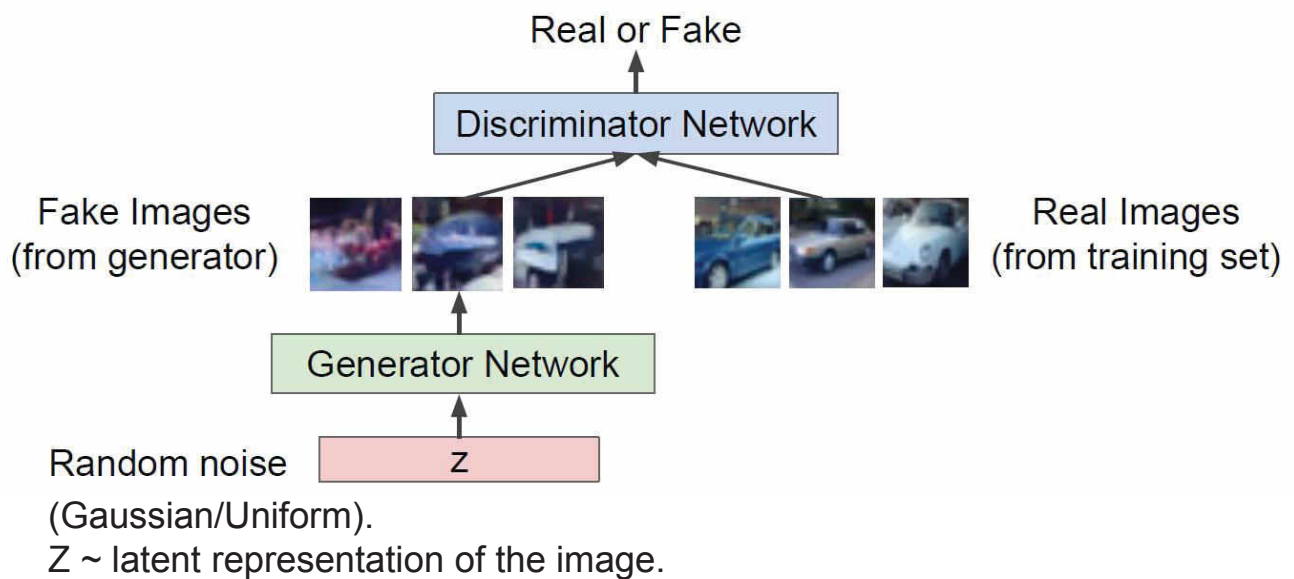 Real or Fake
Discriminator Network
Fake Images
(from generator)
Real Images
(from training set)
Generator Network
Random noise
z
(Gaussian/Uniform).
Z ~ latent representation of the image.